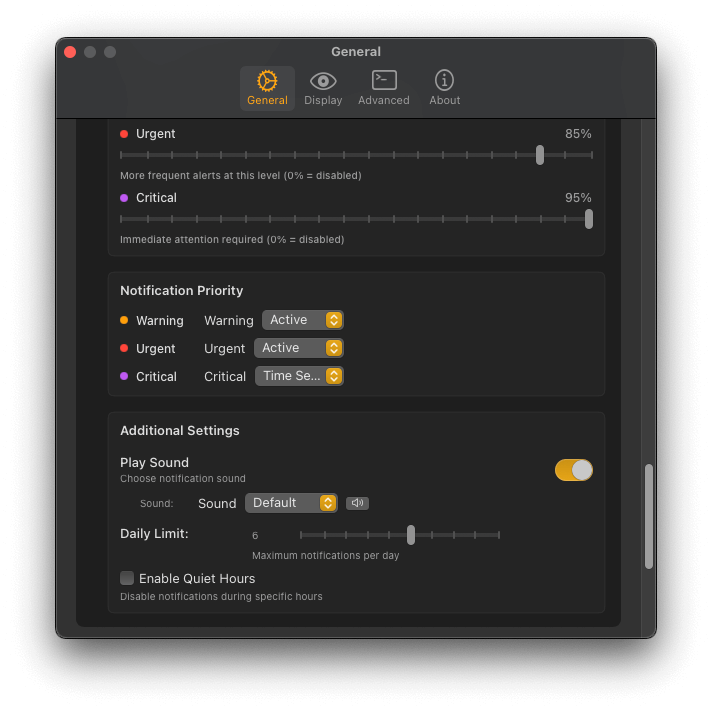 General
General
Display
Advanced
About
Urgent 85%
More frequent alerts at this level (0% = disabled)
Critical 95%
Immediate attention required (0% = disabled)
Notification Priority
Warning Warning Active
Urgent Urgent Active
Critical Critical Time Se...
Additional Settings
Play Sound
Choose notification sound
Sound: Sound Default
Daily Limit: 6
Maximum notifications per day
Enable Quiet Hours
Disable notifications during specific hours